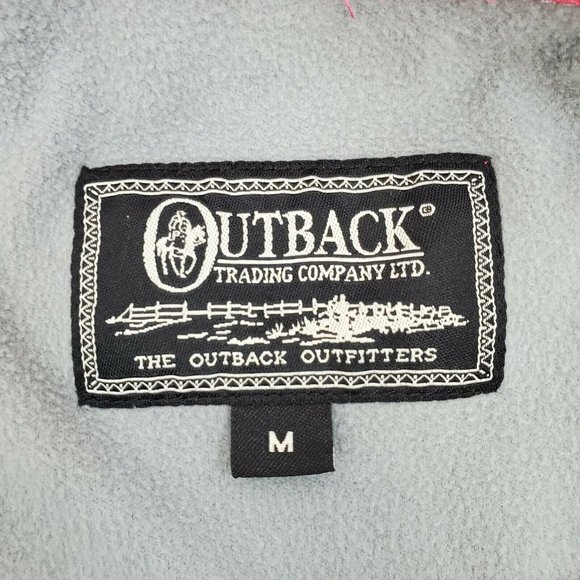 OUTBACK®
TRADING COMPANY LTD.
THE OUTBACK OUTFITTERS
M